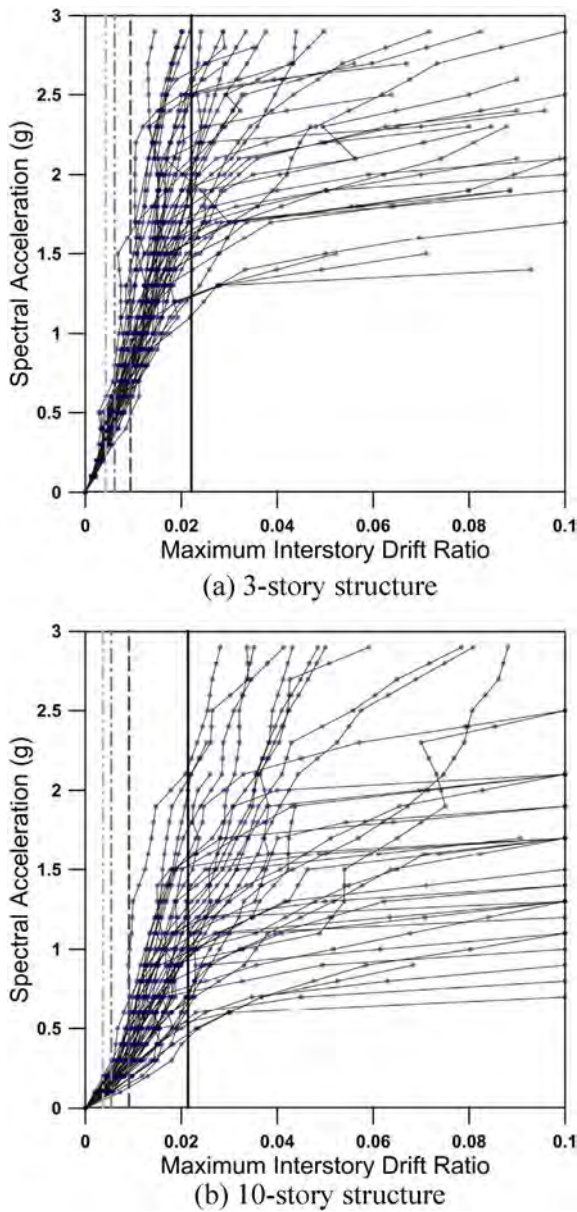 3
2.5
2
1.5
1
0.5
0
Spectral Acceleration (g)
0 0.02 0.04 0.06 0.08 0.1
Maximum Interstory Drift Ratio
(a) 3-story structure
3
2.5
2
1.5
1
0.5
0
Spectral Acceleration (g)
0 0.02 0.04 0.06 0.08 0.1
Maximum Interstory Drift Ratio
(b) 10-story structure